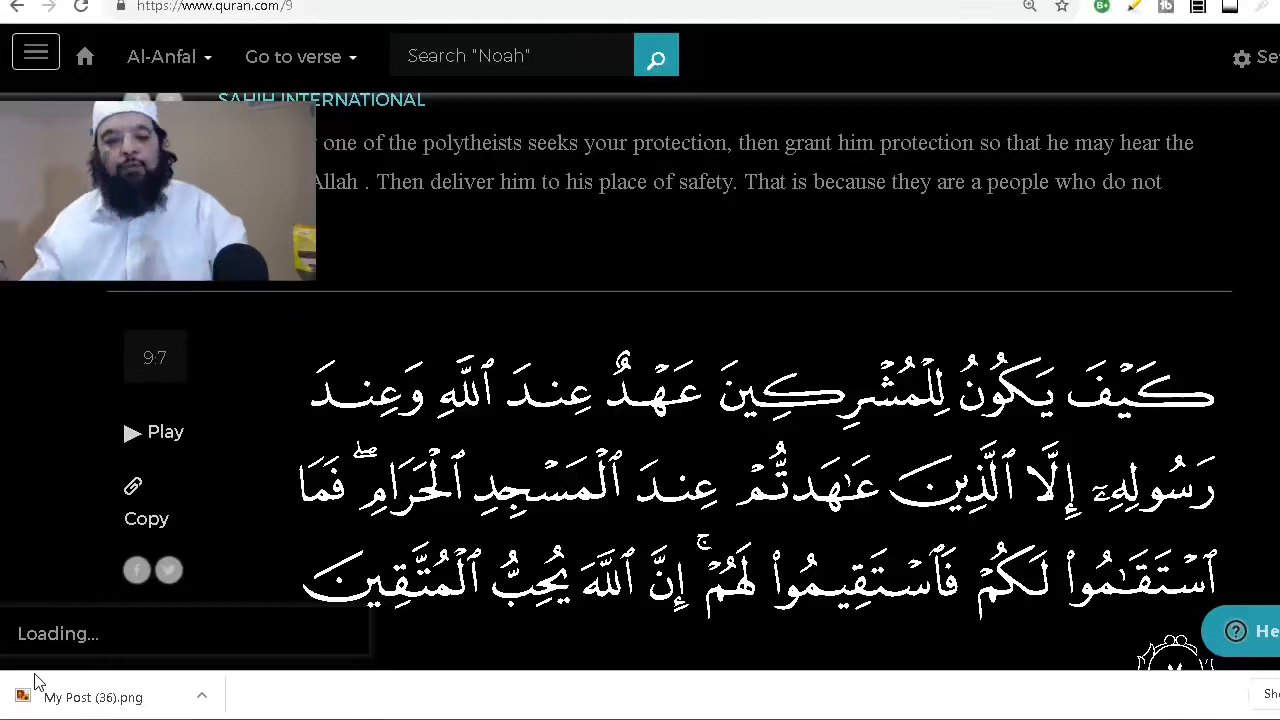 https://www.quran.com/9
Al-Anfal
Go to verse
Search "Noah"
SAHIH INTERNATIONAL
one of the polytheists seeks your protection, then grant him protection so that he may hear the
Allah . Then deliver him to his place of safety. That is because they are a people who do not
9:7
كَيْفَ يَكُونُ لِلْمُشْرِكِينَ عَهْدٌ عِندَ ٱللَّهِ وَعِندَ
رَسُولِهِۦٓ إِلَّا ٱلَّذِينَ عَـٰهَدتُّمْ عِندَ ٱلْمَسْجِدِ ٱلْحَرَامِ ۖ فَمَا
ٱسْتَقَـٰمُوا۟ لَكُمْ فَٱسْتَقِيمُوا۟ لَهُمْ ۚ إِنَّ ٱللَّهَ يُحِبُّ ٱلْمُتَّقِينَ
Play
Copy
Loading...
He
My Post (36).png